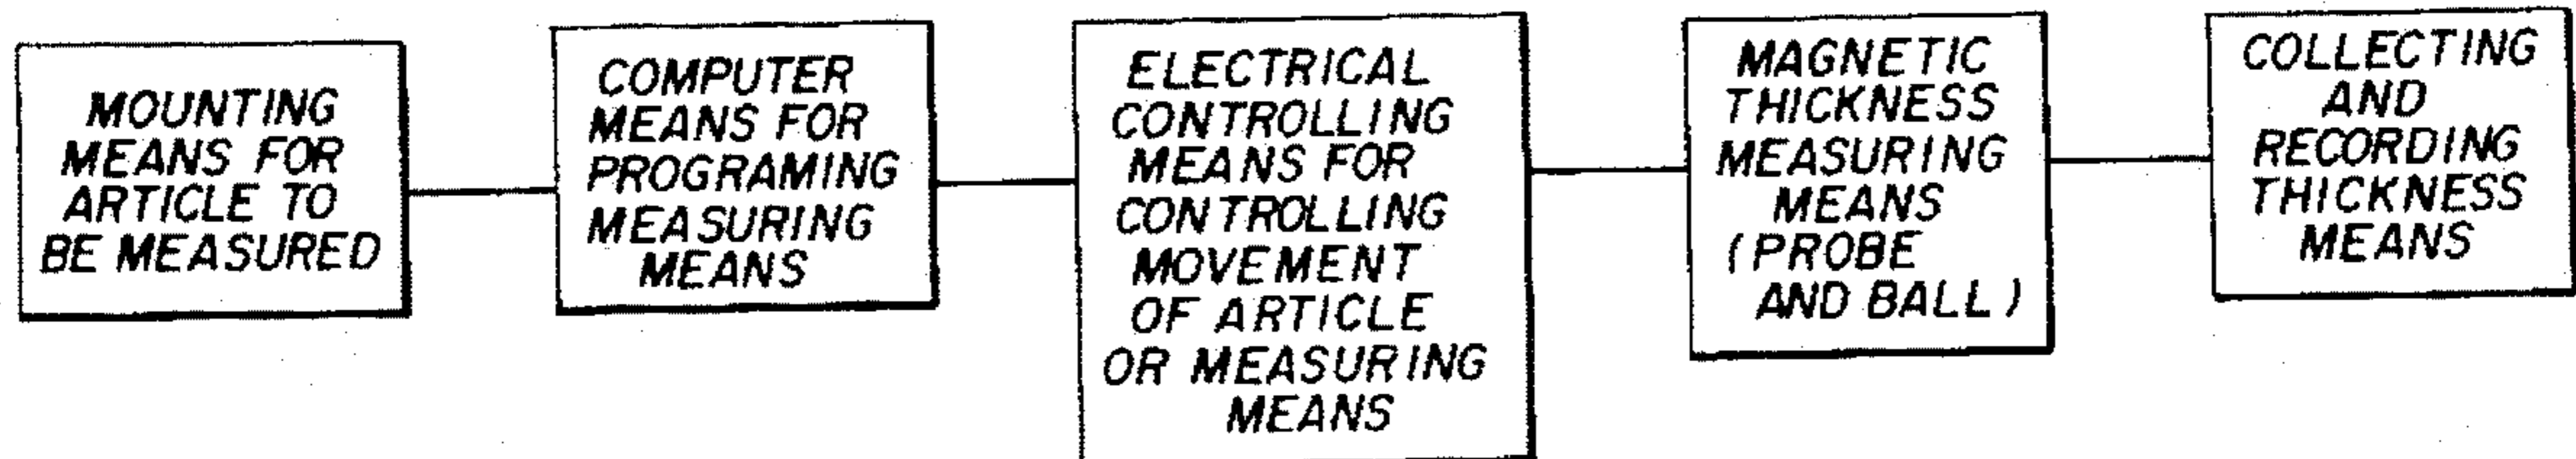 MOUNTING
MEANS FOR
ARTICLE TO
BE MEASURED
COMPUTER
MEANS FOR
PROGRAMING
MEASURING
MEANS
ELECTRICAL
CONTROLLING
MEANS FOR
CONTROLLING
MOVEMENT
OF ARTICLE
OR MEASURING
MEANS
MAGNETIC
THICKNESS
MEASURING
MEANS
(PROBE
AND BALL)
COLLECTING
AND
RECORDING
THICKNESS
MEANS